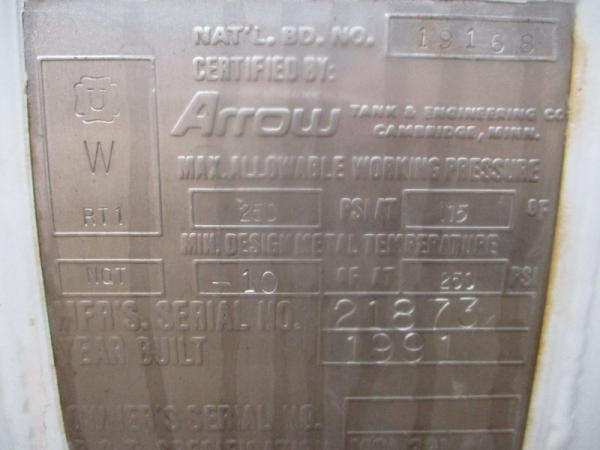 NAT'L. BD. NO. 19168
CERTIFIED BY:
U
Arrow TANK & ENGINEERING CO
CAMBRIDGE, MINN.
W
MAX. ALLOWABLE WORKING PRESSURE
RT1 250 PSI AT 115 °F
MIN. DESIGN METAL TEMPERATURE
NQT -10 °F AT 250 PSI
MFR'S. SERIAL NO. 21873
YEAR BUILT 1991
OWNER'S SERIAL NO.